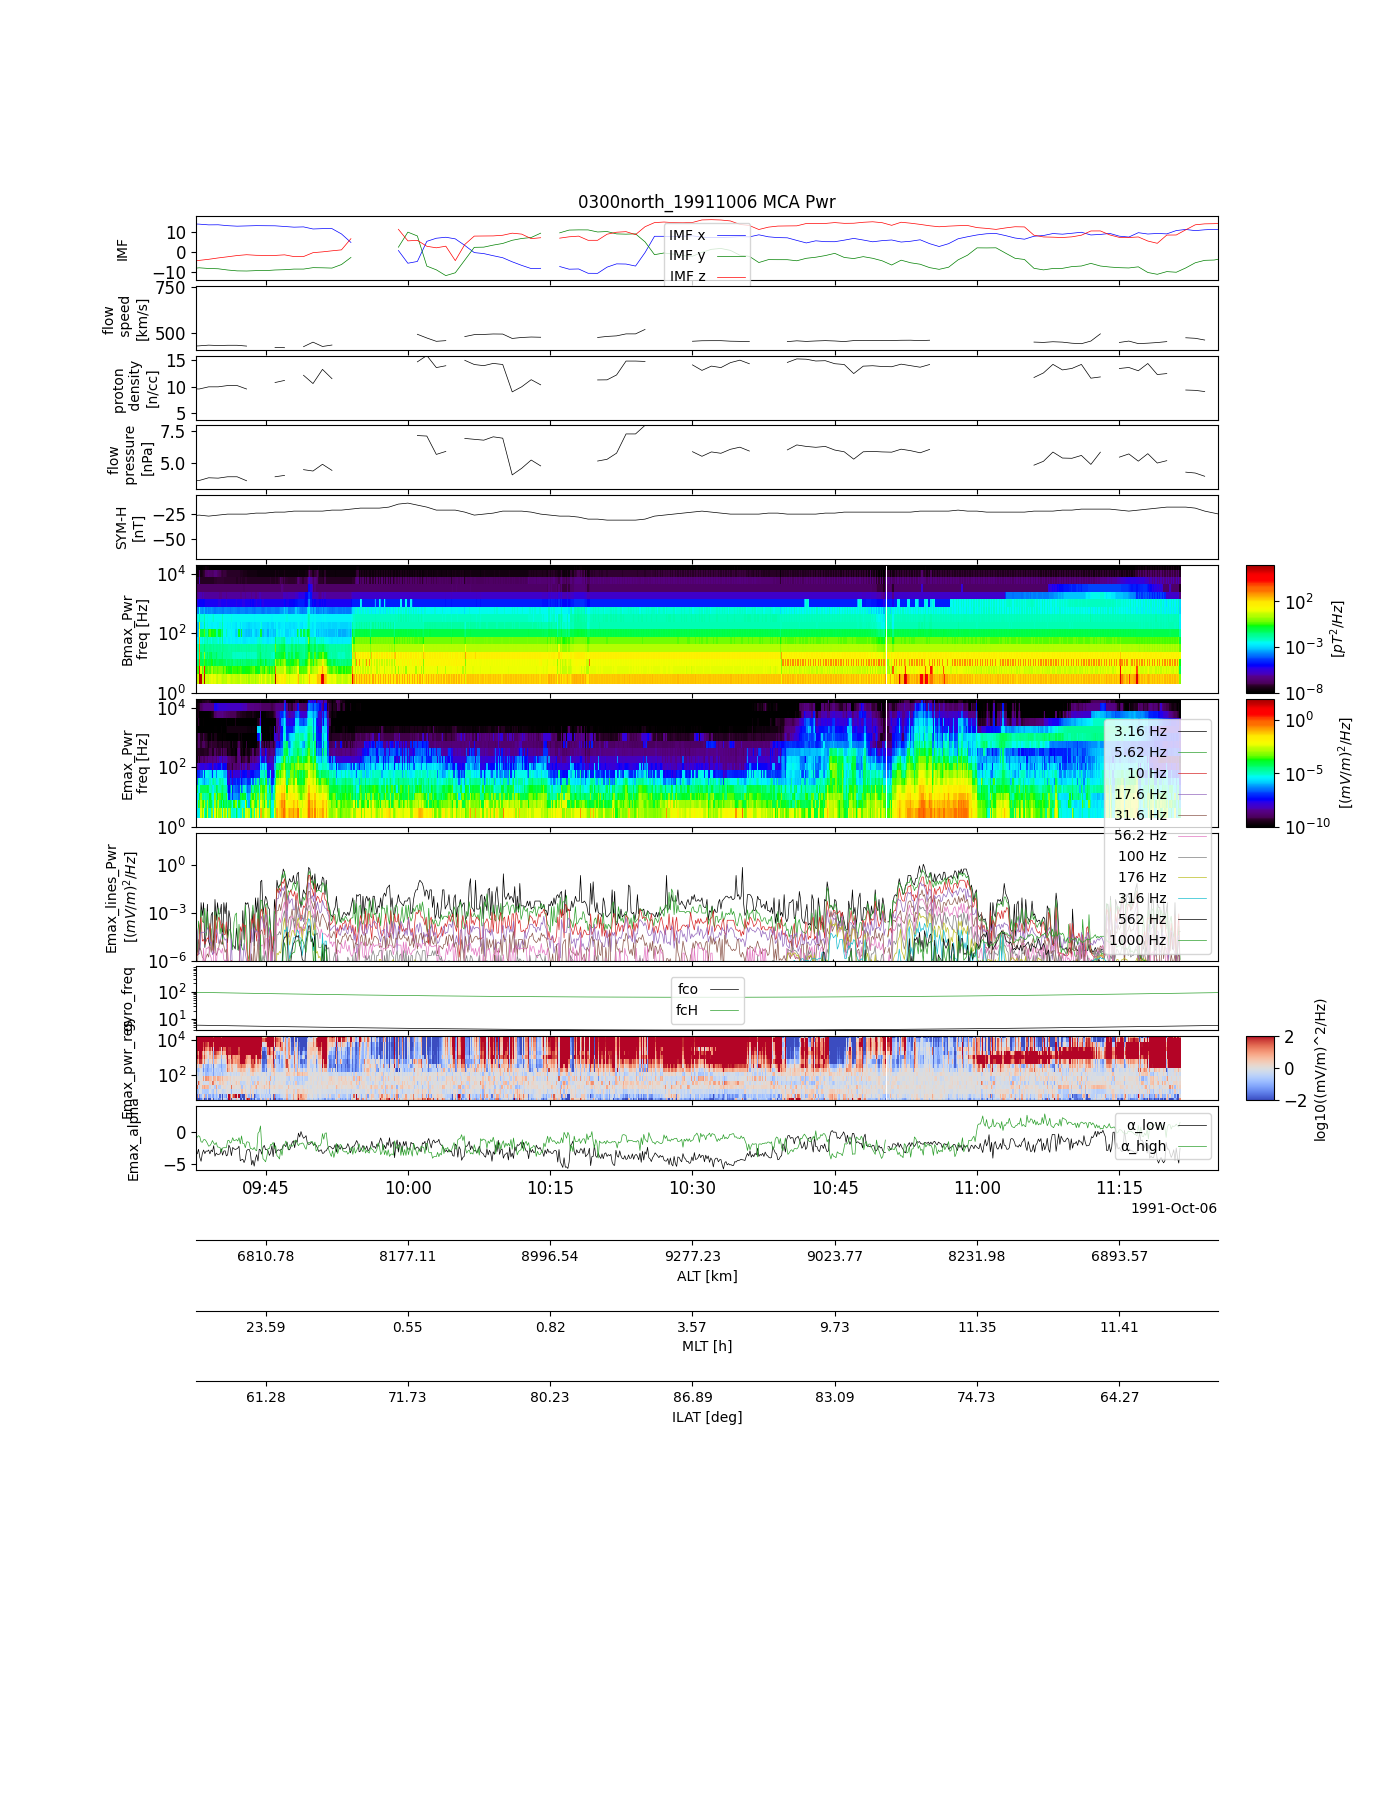 0300north_19911006 MCA Pwr
IMF
10
0
−10
IMF x
IMF y
IMF z
flow
speed
[km/s]
750
500
proton
density
[n/cc]
15
10
5
flow
pressure
[nPa]
7.5
5.0
SYM-H
[nT]
−25
−50
Bmax_Pwr
freq [Hz]
10^4
10^2
10^0
10^2
10^−3
10^−8
[pT^2/Hz]
Emax_Pwr
freq [Hz]
10^4
10^2
10^0
10^0
10^−5
10^−10
[(mV/m)^2/Hz]
3.16 Hz
5.62 Hz
10 Hz
17.6 Hz
31.6 Hz
56.2 Hz
100 Hz
176 Hz
316 Hz
562 Hz
1000 Hz
Emax_lines_Pwr
[(mV/m)^2/Hz]
10^0
10^−3
10^−6
gyro_freq
10^2
10^1
fco
fcH
Emax_pwr_reg
10^4
10^2
2
0
−2
log10((mV/m)^2/Hz)
Emax_alpha
0
−5
α_low
α_high
09:45 10:00 10:15 10:30 10:45 11:00 11:15
1991-Oct-06
6810.78 8177.11 8996.54 9277.23 9023.77 8231.98 6893.57
ALT [km]
23.59 0.55 0.82 3.57 9.73 11.35 11.41
MLT [h]
61.28 71.73 80.23 86.89 83.09 74.73 64.27
ILAT [deg]